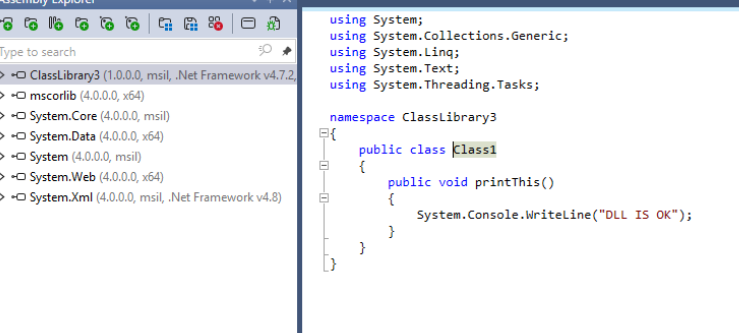 Assembly Explorer
Type to search
ClassLibrary3 (1.0.0.0, msil, .Net Framework v4.7.2,
mscorlib (4.0.0.0, x64)
System.Core (4.0.0.0, msil)
System.Data (4.0.0.0, x64)
System (4.0.0.0, msil)
System.Web (4.0.0.0, x64)
System.Xml (4.0.0.0, msil, .Net Framework v4.8)
using System;
using System.Collections.Generic;
using System.Linq;
using System.Text;
using System.Threading.Tasks;
namespace ClassLibrary3
{
public class Class1
{
public void printThis()
{
System.Console.WriteLine("DLL IS OK");
}
}
}